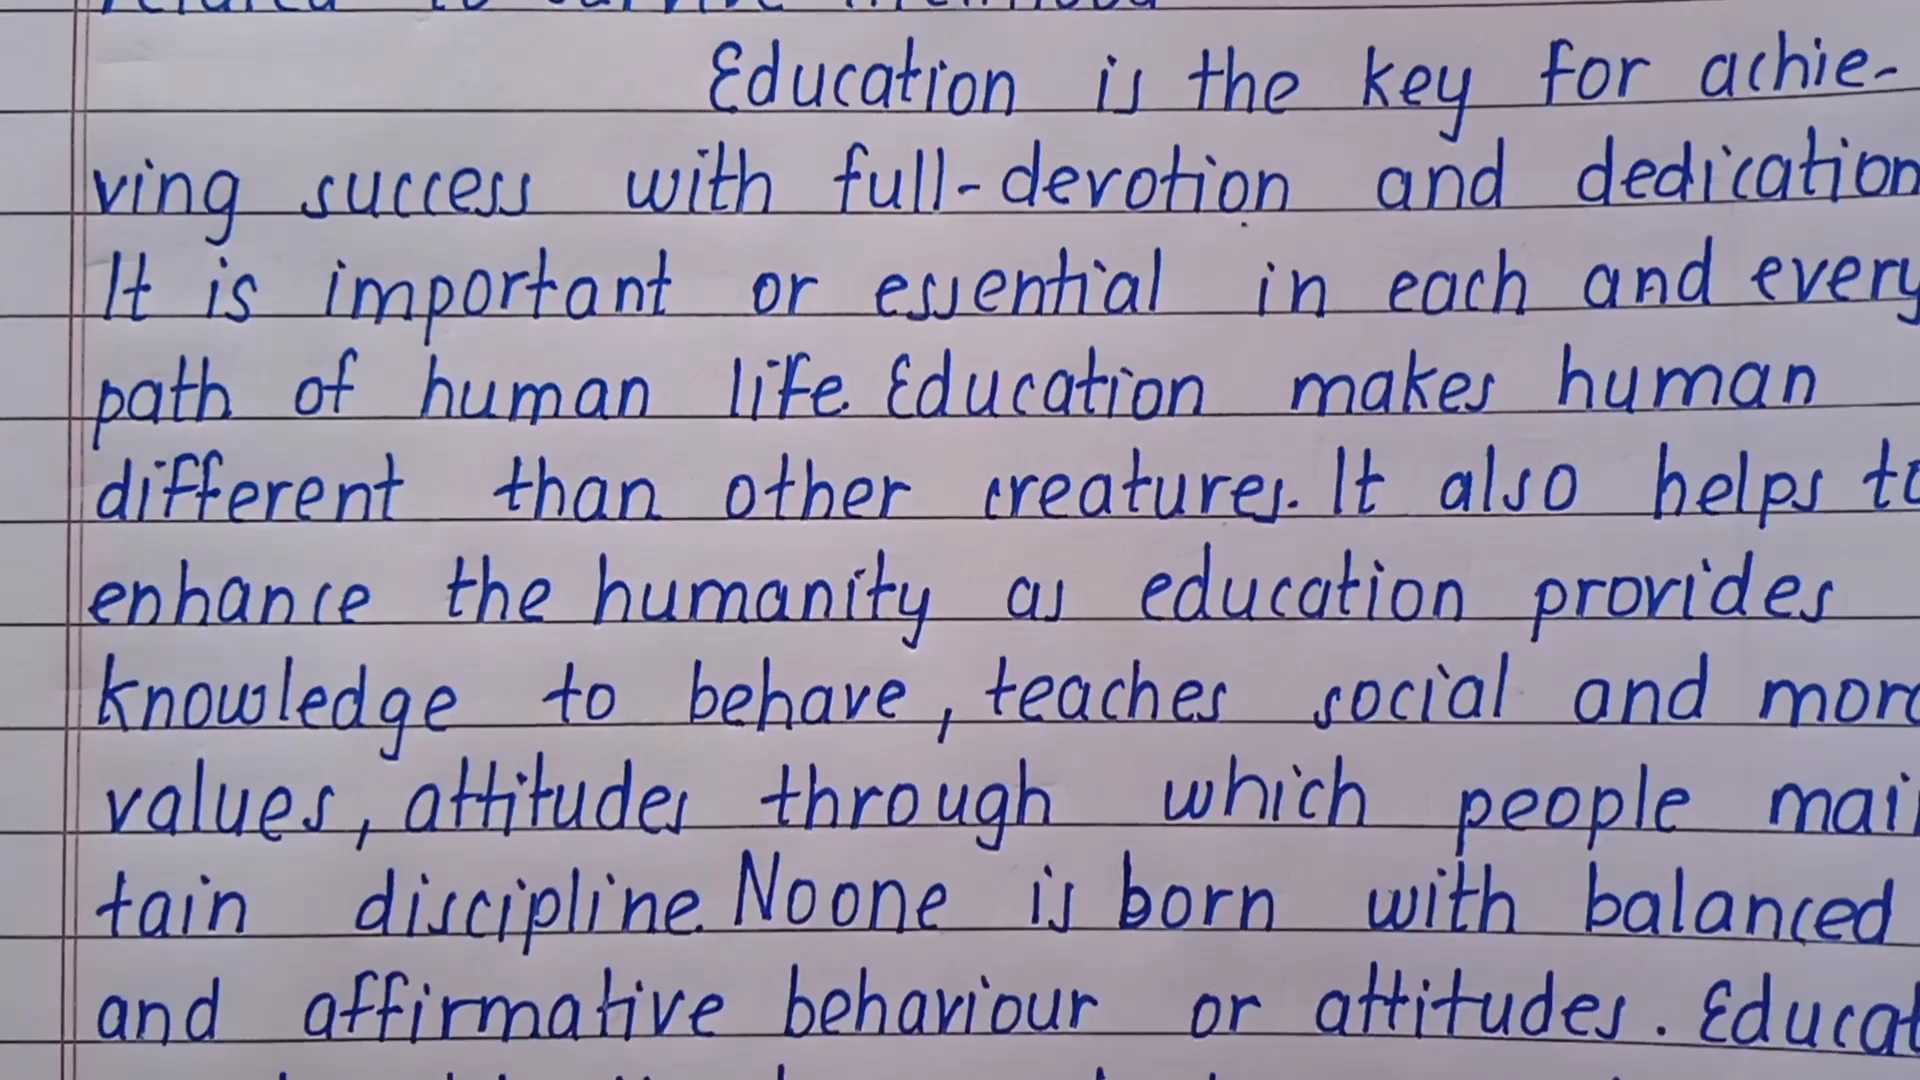 Education is the key for achie-
ving success with full-devotion and dedication
It is important or essential in each and every
path of human life. Education makes human
different than other creatures. It also helps to
enhance the humanity as education provides
knowledge to behave, teaches social and
values, attitudes through which people mai
tain discipline. Noone is born with balanced
and affirmative behaviour or attitudes. Educat